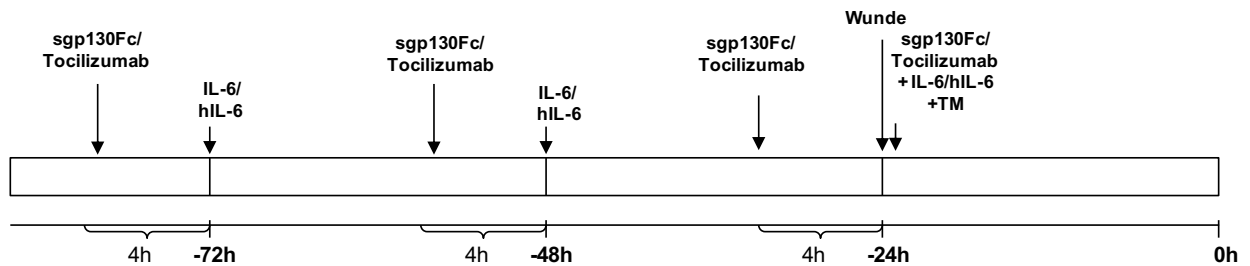 Wunde
sgp130Fc/
Tocilizumab
sgp130Fc/
Tocilizumab
sgp130Fc/
Tocilizumab
sgp130Fc/
Tocilizumab
+IL-6/hIL-6
+TM
IL-6/
hIL-6
IL-6/
hIL-6
4h
-72h
4h
-48h
4h
-24h
0h